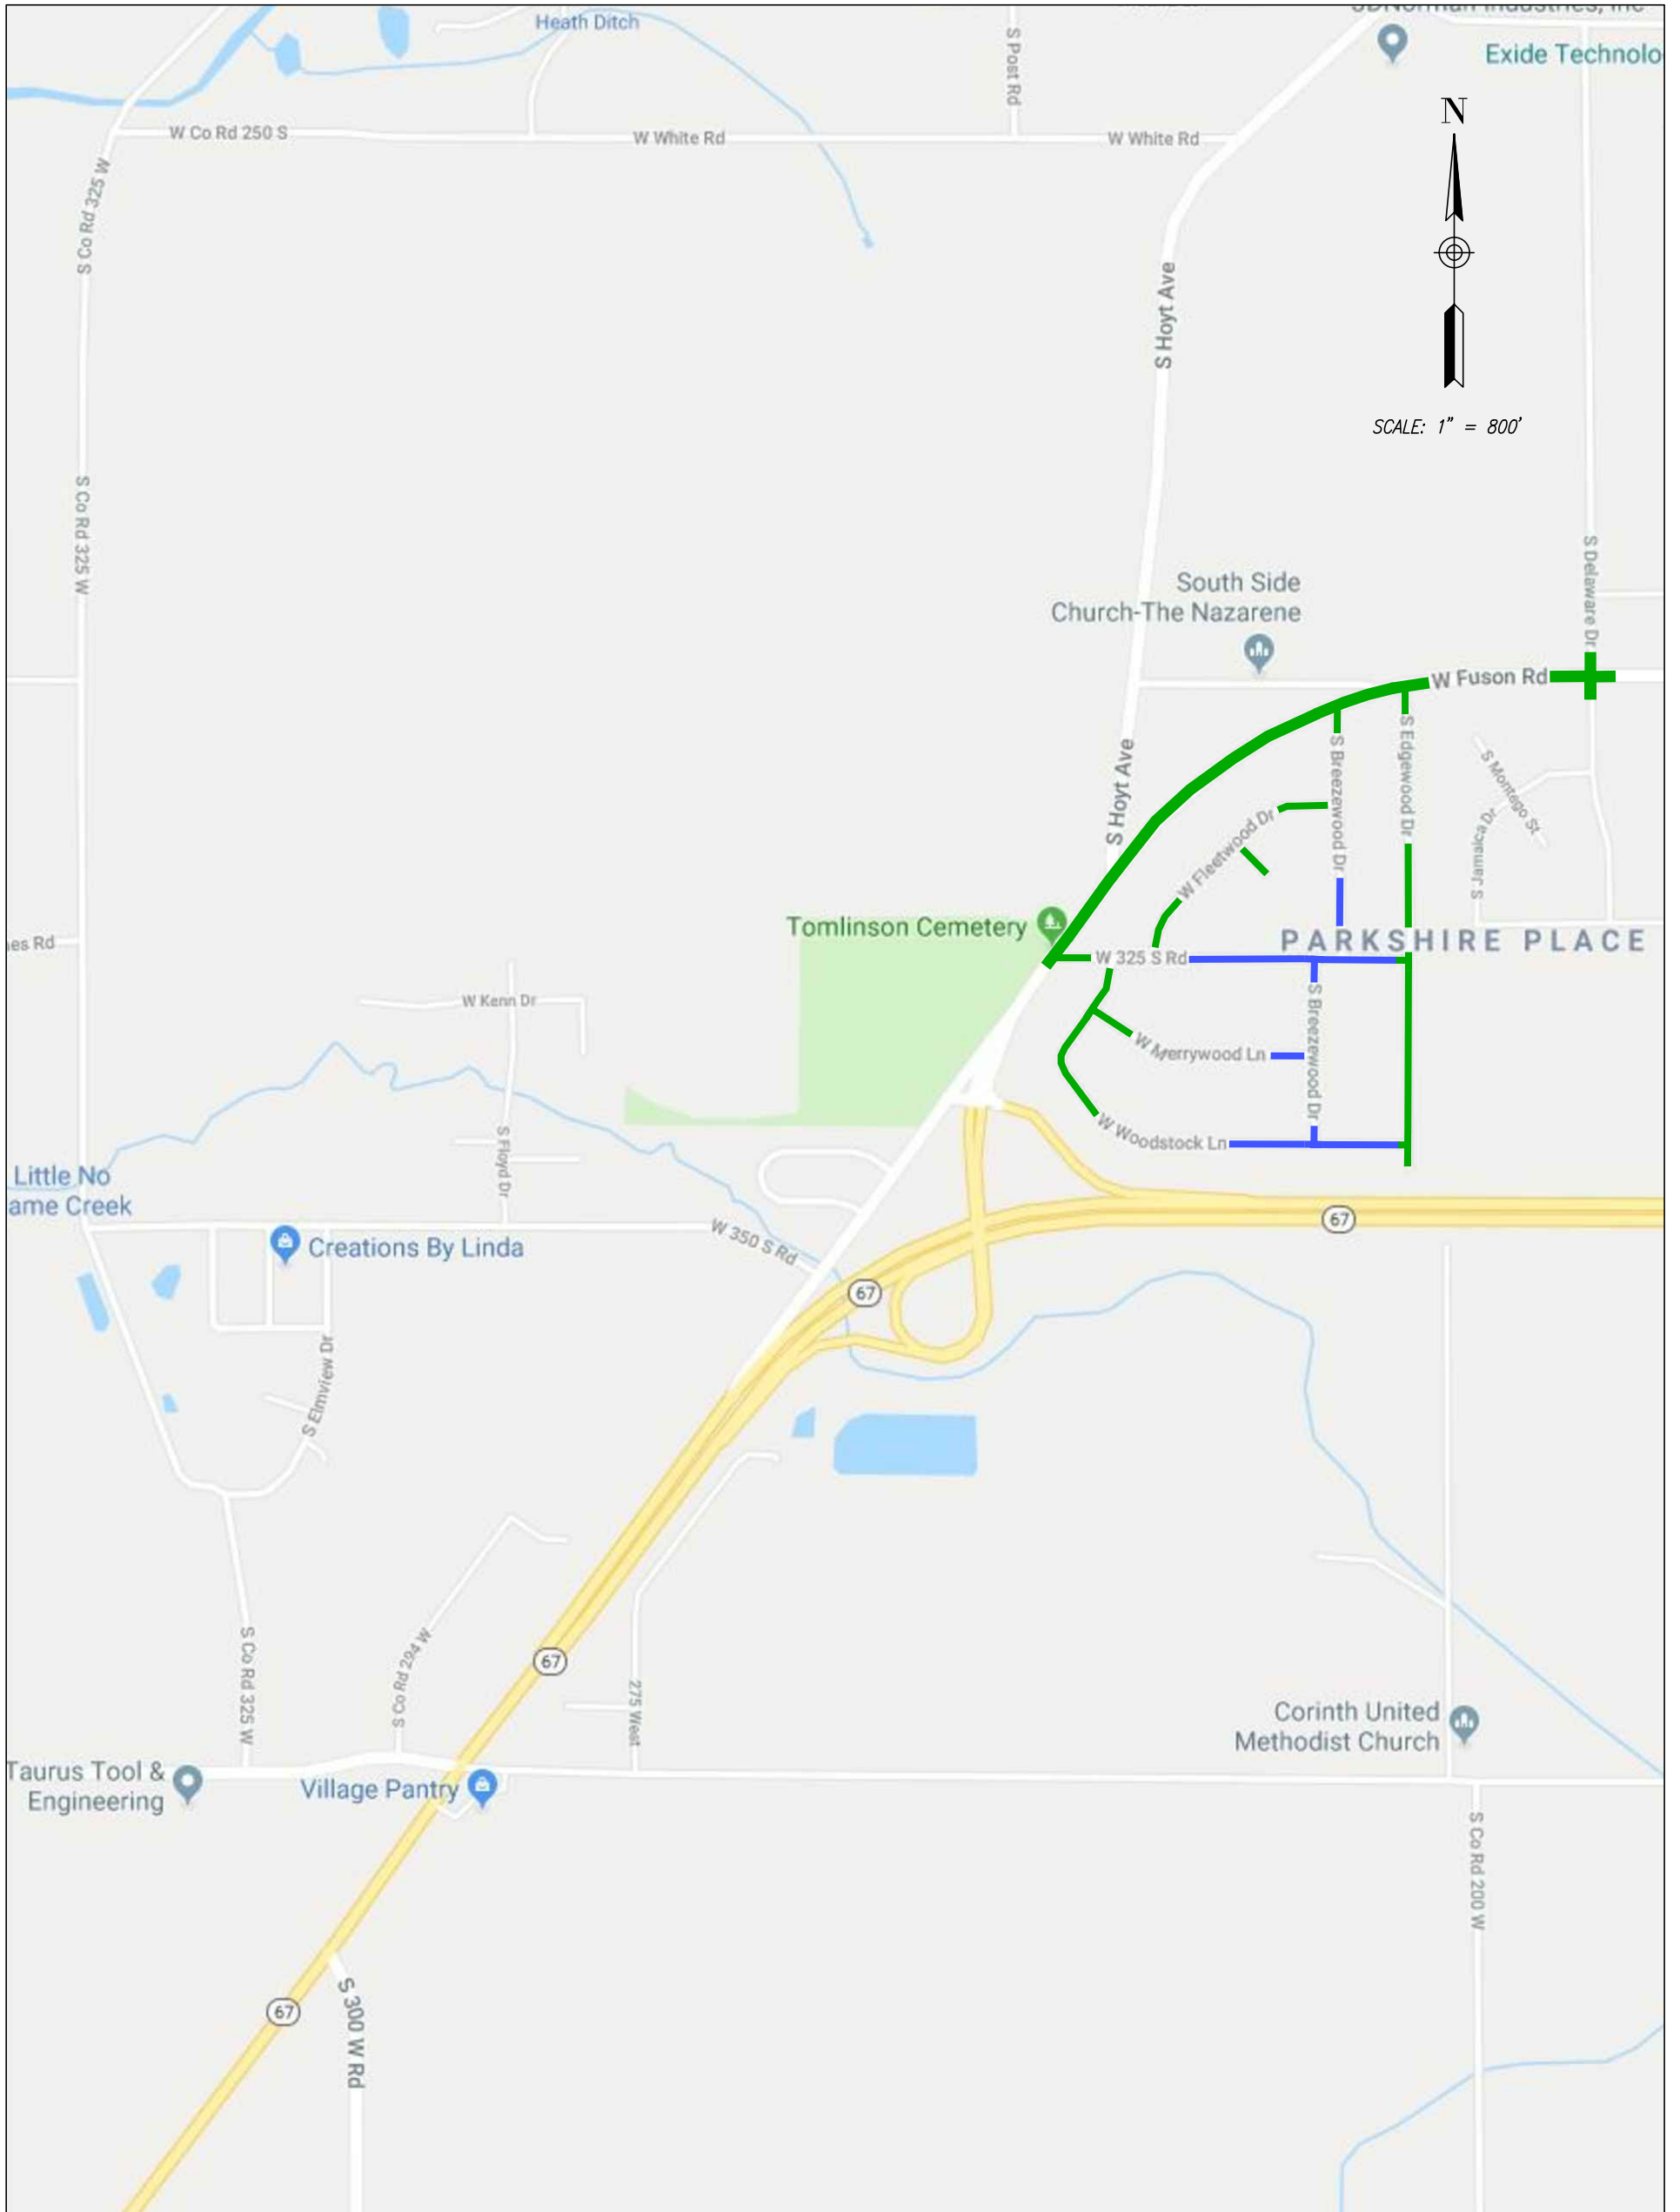 Heath Ditch
Exide Technolo
S Post Rd
N
W Co Rd 250 S
W White Rd
W White Rd
S Co Rd 325 W
S Hoyt Ave
SCALE: 1" = 800'
S Co Rd 325 W
S Delaware Dr
South Side
Church-The Nazarene
W Fuson Rd
S Hoyt Ave
S Breezewood Dr
S Edgewood Dr
S Montego St
S Jamaica Dr
W Fleetwood Dr
Tomlinson Cemetery
PARKSHIRE PLACE
es Rd
W 325 S Rd
W Kenn Dr
S Breezewood Dr
W Merrywood Ln
W Woodstock Ln
S Floyd Dr
Little No
ame Creek
67
W 350 S Rd
Creations By Linda
67
S Elmview Dr
S Co Rd 325 W
S Co Rd 294 W
67
275 West
Corinth United
Methodist Church
Taurus Tool &
Engineering
Village Pantry
S Co Rd 200 W
67
S 300 W Rd